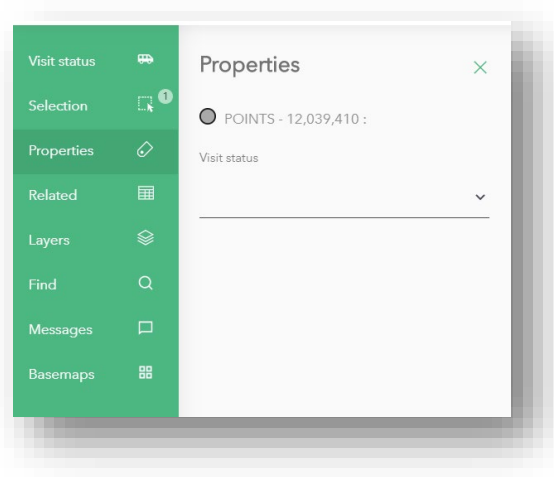 Visit status
Selection
1
Properties
Related
Layers
Find
Messages
Basemaps
Properties
POINTS - 12,039,410 :
Visit status